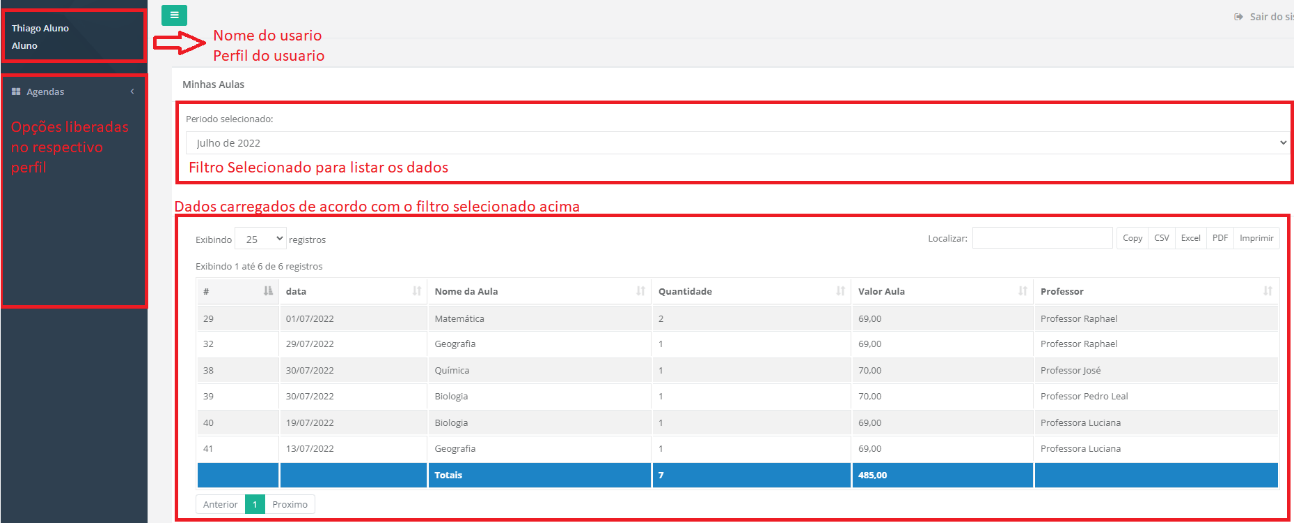 Thiago Aluno
Aluno
Nome do usario
Perfil do usuario
Sair do sis
Agendas
Opções liberadas
no respectivo
perfil
Minhas Aulas
Periodo selecionado:
Julho de 2022
Filtro Selecionado para listar os dados
Dados carregados de acordo com o filtro selecionado acima
Exibindo 25 registros Localizar: Copy CSV Excel PDF Imprimir
Exibindo 1 até 6 de 6 registros
# data Nome da Aula Quantidade Valor Aula Professor
29 01/07/2022 Matemática 2 69,00 Professor Raphael
32 29/07/2022 Geografia 1 69,00 Professor Raphael
38 30/07/2022 Química 1 70,00 Professor José
39 30/07/2022 Biologia 1 70,00 Professor Pedro Leal
40 19/07/2022 Biologia 1 69,00 Professora Luciana
41 13/07/2022 Geografia 1 69,00 Professora Luciana
Totais 7 485,00
Anterior 1 Proximo